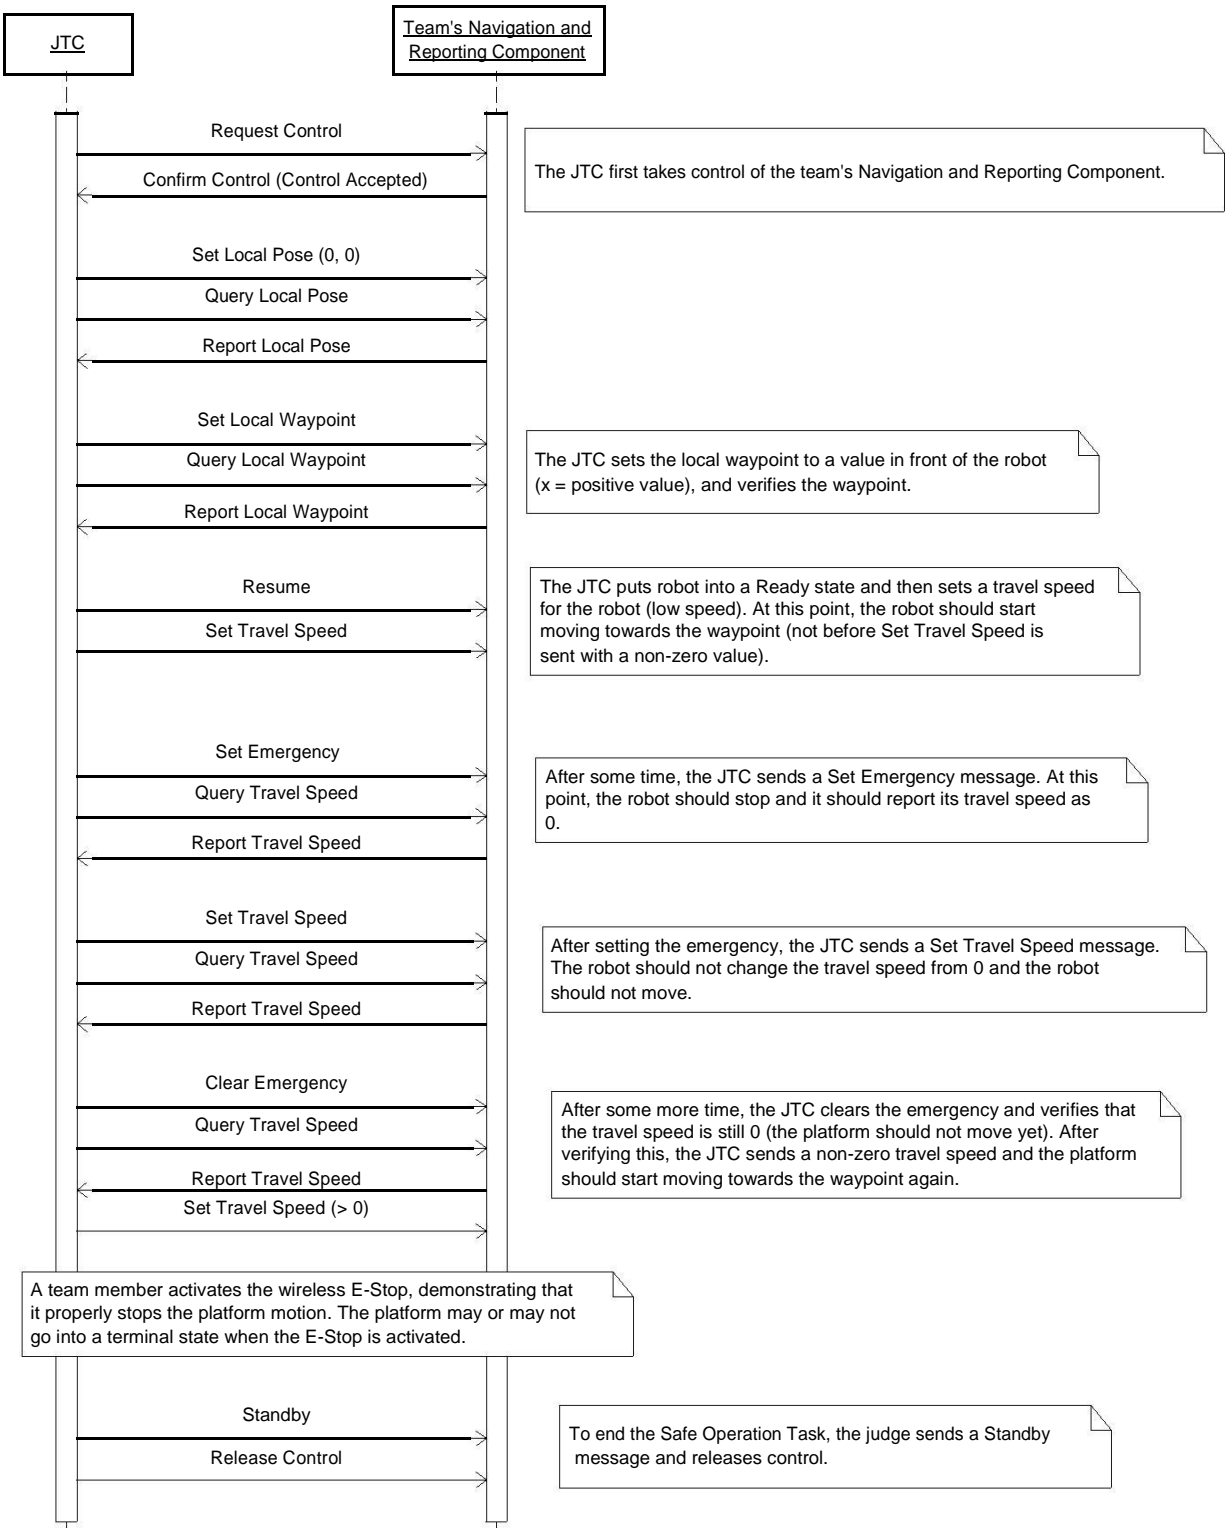 JTC
Team's Navigation and
Reporting Component
Request Control
Confirm Control (Control Accepted)
The JTC first takes control of the team's Navigation and Reporting Component.
Set Local Pose (0, 0)
Query Local Pose
Report Local Pose
Set Local Waypoint
Query Local Waypoint
Report Local Waypoint
The JTC sets the local waypoint to a value in front of the robot
(x = positive value), and verifies the waypoint.
Resume
Set Travel Speed
The JTC puts robot into a Ready state and then sets a travel speed
for the robot (low speed). At this point, the robot should start
moving towards the waypoint (not before Set Travel Speed is
sent with a non-zero value).
Set Emergency
Query Travel Speed
Report Travel Speed
After some time, the JTC sends a Set Emergency message. At this
point, the robot should stop and it should report its travel speed as
0.
Set Travel Speed
Query Travel Speed
Report Travel Speed
After setting the emergency, the JTC sends a Set Travel Speed message.
The robot should not change the travel speed from 0 and the robot
should not move.
Clear Emergency
Query Travel Speed
Report Travel Speed
Set Travel Speed (> 0)
After some more time, the JTC clears the emergency and verifies that
the travel speed is still 0 (the platform should not move yet). After
verifying this, the JTC sends a non-zero travel speed and the platform
should start moving towards the waypoint again.
A team member activates the wireless E-Stop, demonstrating that
it properly stops the platform motion. The platform may or may not
go into a terminal state when the E-Stop is activated.
Standby
Release Control
To end the Safe Operation Task, the judge sends a Standby
message and releases control.